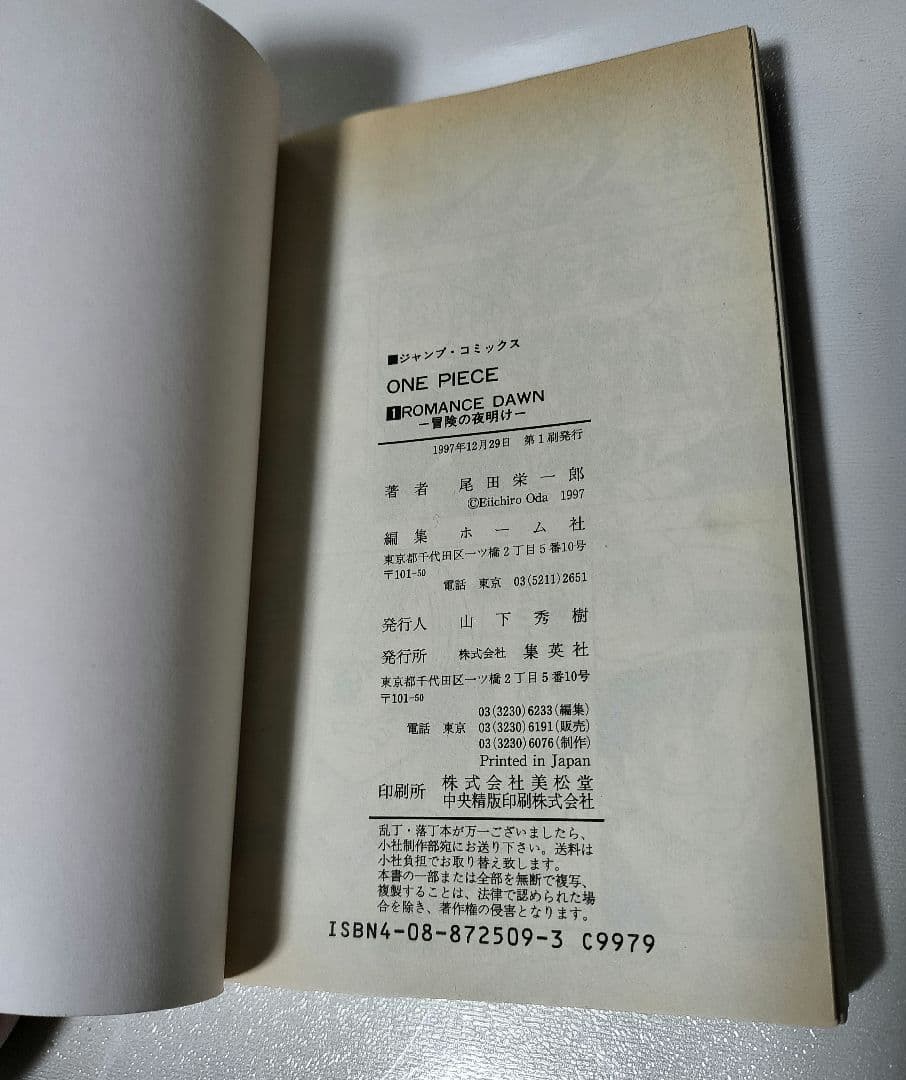 ■ジャンプ・コミックス
ONE PIECE
1 ROMANCE DAWN
―冒険の夜明け―
1997年12月29日 第1刷発行
著者 尾田栄一郎
©Eiichiro Oda 1997
編集 ホーム社
東京都千代田区一ツ橋2丁目5番10号
〒101-50
電話 東京 03(5211)2651
発行人 山下秀樹
発行所 株式会社 集英社
東京都千代田区一ツ橋2丁目5番10号
〒101-50
03(3230)6233(編集)
電話 東京 03(3230)6191(販売)
03(3230)6076(制作)
Printed in Japan
印刷所 株式会社美松堂
中央精版印刷株式会社
乱丁・落丁本が万一ございましたら、
小社制作部宛にお送り下さい。送料は
小社負担でお取り替え致します。
本書の一部または全部を無断で複写、
複製することは、法律で認められた場
合を除き、著作権の侵害となります。
ISBN4-08-872509-3 C9979